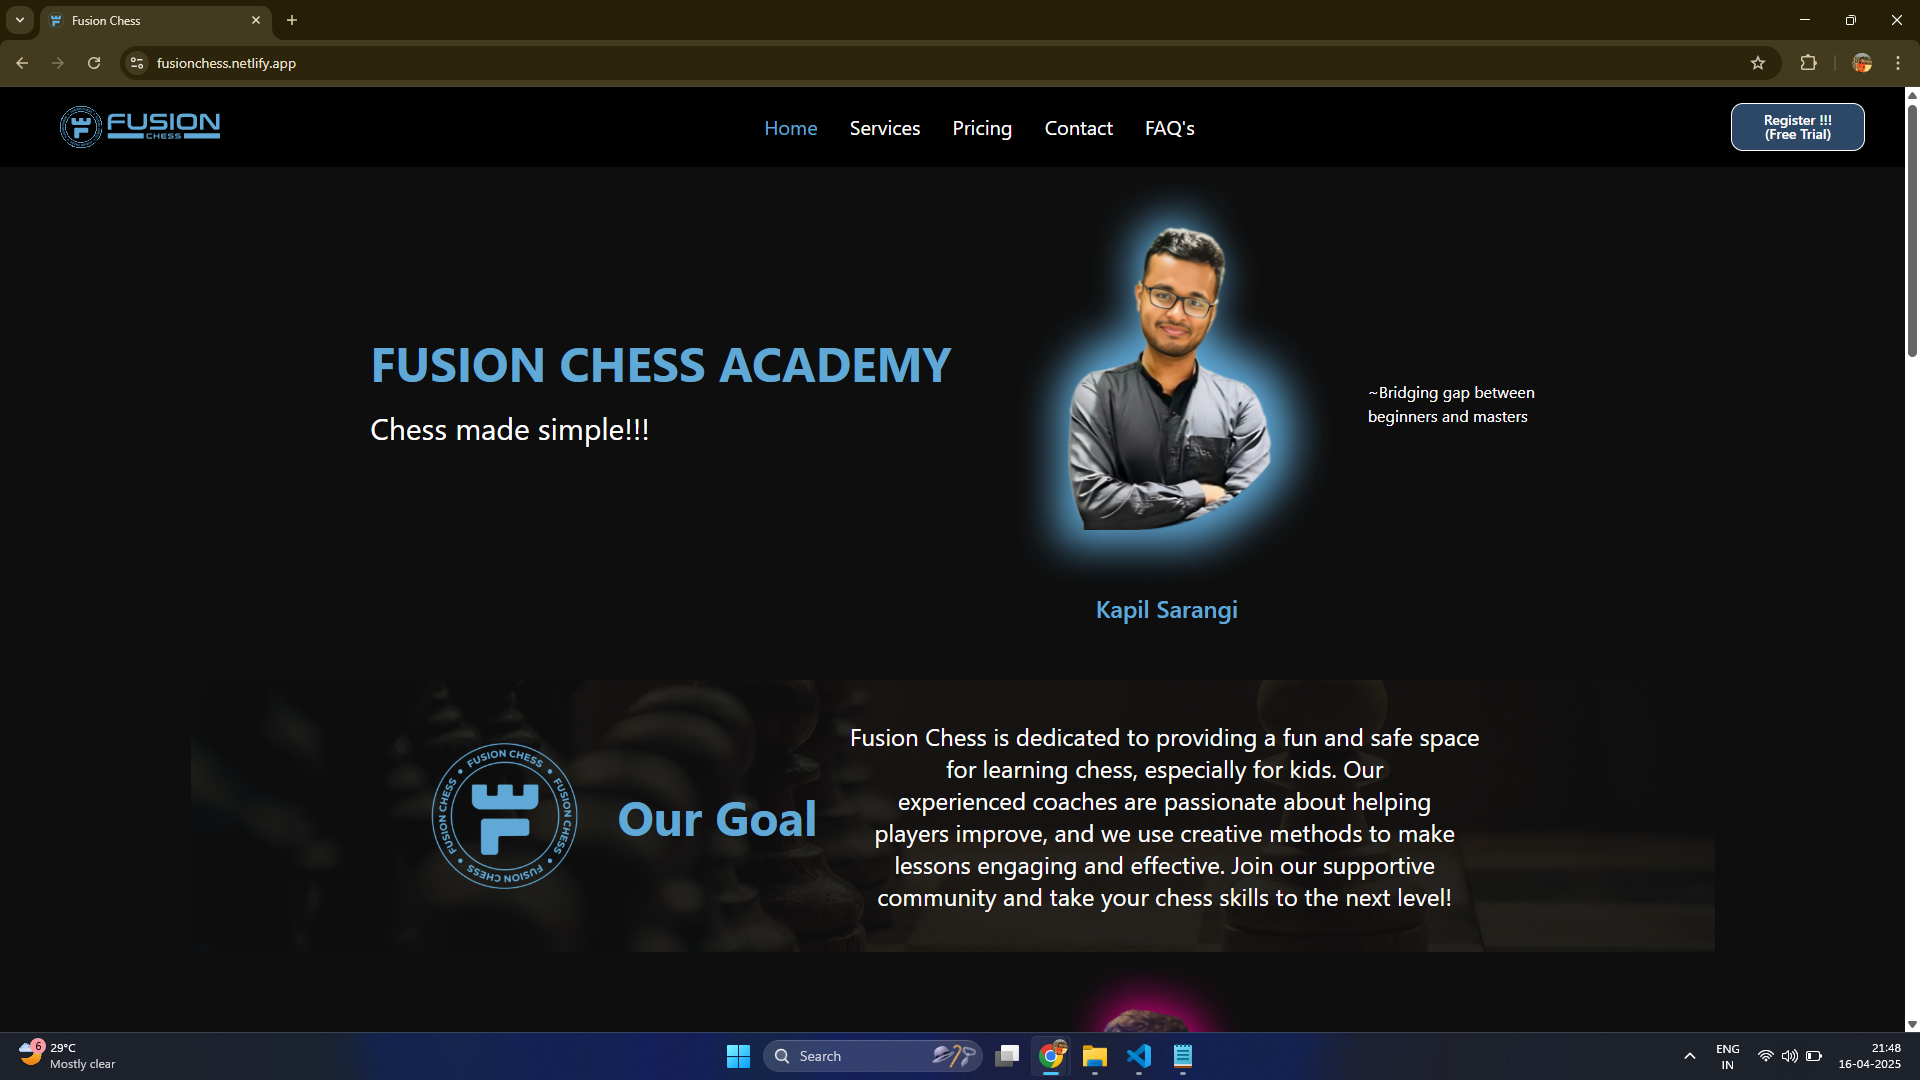 Fusion Chess
fusionchess.netlify.app
FUSION
CHESS
Home
Services
Pricing
Contact
FAQ's
Register !!!
(Free Trial)
FUSION CHESS ACADEMY
Chess made simple!!!
~Bridging gap between
beginners and masters
Kapil Sarangi
FUSION CHESS • FUSION CHESS • FUSION CHESS • FUSION CHESS •
Our Goal
Fusion Chess is dedicated to providing a fun and safe space
for learning chess, especially for kids. Our
experienced coaches are passionate about helping
players improve, and we use creative methods to make
lessons engaging and effective. Join our supportive
community and take your chess skills to the next level!
6
29°C
Mostly clear
Search
ENG
IN
21:48
16-04-2025